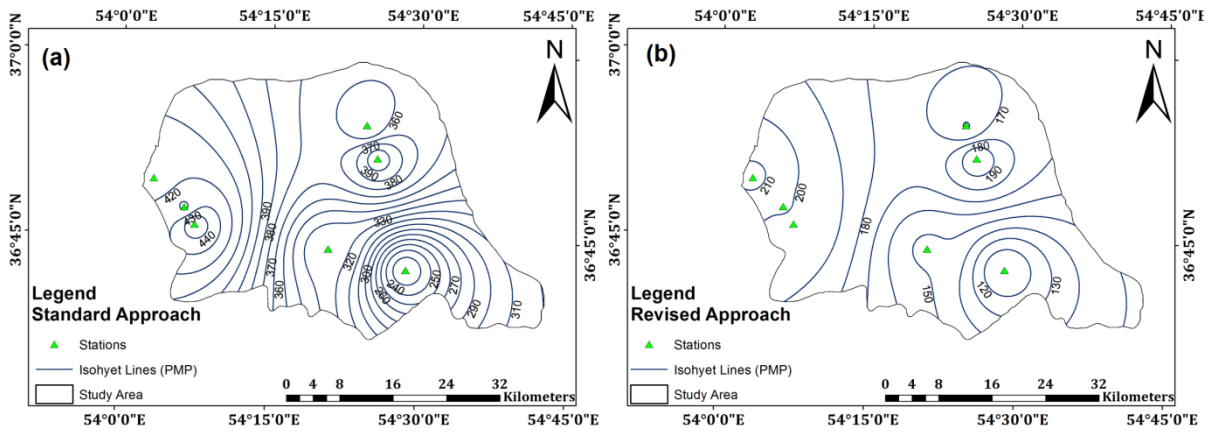 54°0'0"E 54°15'0"E 54°30'0"E 54°45'0"E
37°0'0"N
(a)
N
360
370
390
380
420
430
440
390
380
370
360
330
320
300
260
240
250
270
290
310
36°45'0"N
36°45'0"N
Legend
Standard Approach
Stations
Isohyet Lines (PMP)
Study Area
0 4 8 16 24 32
Kilometers
54°0'0"E 54°15'0"E 54°30'0"E 54°45'0"E
54°0'0"E 54°15'0"E 54°30'0"E 54°45'0"E
37°0'0"N
(b)
N
170
180
190
210
200
180
150
120
130
36°45'0"N
36°45'0"N
Legend
Revised Approach
Stations
Isohyet Lines (PMP)
Study Area
0 4 8 16 24 32
Kilometers
54°0'0"E 54°15'0"E 54°30'0"E 54°45'0"E